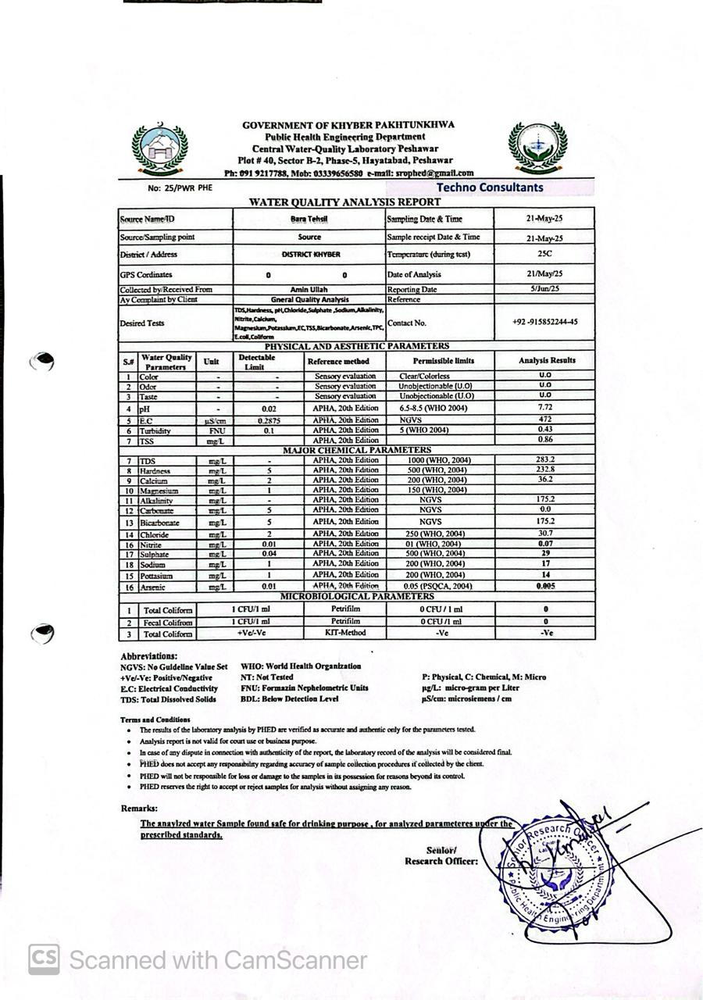 GOVERNMENT OF KHYBER PAKHTUNKHWA
Public Health Engineering Department
Central Water-Quality Laboratory Peshawar
Plot # 40, Sector B-2, Phase-5, Hayatabad, Peshawar
Ph: 091 9217788, Mob: 03339656580 e-mail: srophed@gmail.com
No: 25/PWR PHE
Techno Consultants
WATER QUALITY ANALYSIS REPORT
Source Name/ID Bara Tehsil Sampling Date & Time 21-May-25
Source/Sampling point Source Sample receipt Date & Time 21-May-25
District / Address DISTRICT KHYBER Temperature (during test) 25C
GPS Cordinates 0 0 Date of Analysis 21/May/25
Collected by/Received From Amin Ullah Reporting Date 5/Jun/25
Ay Complaint by Client Gneral Quality Analysis Reference
Desired Tests TDS,Hardness, pH,Chloride,Sulphate ,Sodium,Alkalinity,
Nitrite,Calcium,
Magnesium,Potassium,EC,TSS,Bicarbonate,Arsenic,TPC,
E.coli,Coliform
Contact No. +92 -915852244-45
PHYSICAL AND AESTHETIC PARAMETERS
S.# Water Quality Parameters Unit Detectable Limit Reference method Permissible limits Analysis Results
1 Color - - Sensory evaluation Clear/Colorless U.O
2 Odor - - Sensory evaluation Unobjectionable (U.O) U.O
3 Taste - - Sensory evaluation Unobjectionable (U.O) U.O
4 pH - 0.02 APHA, 20th Edition 6.5-8.5 (WHO 2004) 7.72
5 E.C µS/cm 0.2875 APHA, 20th Edition NGVS 472
6 Turbidity FNU 0.1 APHA, 20th Edition 5 (WHO 2004) 0.43
7 TSS mg/L APHA, 20th Edition 0.86
MAJOR CHEMICAL PARAMETERS
7 TDS mg/L - APHA, 20th Edition 1000 (WHO, 2004) 283.2
8 Hardness mg/L 5 APHA, 20th Edition 500 (WHO, 2004) 232.8
9 Calcium mg/L 2 APHA, 20th Edition 200 (WHO, 2004) 36.2
10 Magnesium mg/L 1 APHA, 20th Edition 150 (WHO, 2004)
11 Alkalinity mg/L - APHA, 20th Edition NGVS 175.2
12 Carbonate mg/L 5 APHA, 20th Edition NGVS 0.0
13 Bicarbonate mg/L 5 APHA, 20th Edition NGVS 175.2
14 Chloride mg/L 2 APHA, 20th Edition 250 (WHO, 2004) 30.7
16 Nitrite mg/L 0.01 APHA, 20th Edition 01 (WHO, 2004) 0.07
17 Sulphate mg/L 0.04 APHA, 20th Edition 500 (WHO, 2004) 29
18 Sodium mg/L 1 APHA, 20th Edition 200 (WHO, 2004) 17
15 Pottasium mg/L 1 APHA, 20th Edition 200 (WHO, 2004) 14
16 Arsenic mg/L 0.01 APHA, 20th Edition 0.05 (PSQCA, 2004) 0.005
MICROBIOLOGICAL PARAMETERS
1 Total Coliform 1 CFU/1 ml Petrifilm 0 CFU / 1 ml 0
2 Fecal Colifrom 1 CFU/1 ml Petrifilm 0 CFU /1 ml 0
3 Total Coliform +Ve/-Ve KIT-Method -Ve -Ve
Abbreviations:
NGVS: No Guideline Value Set WHO: World Health Organization
+Ve/-Ve: Positive/Negative NT: Not Tested P: Physical, C: Chemical, M: Micro
E.C: Electrical Conductivity FNU: Formazin Nephelometric Units µg/L: micro-gram per Liter
TDS: Total Dissolved Solids BDL: Below Detection Level µS/cm: microsiemens / cm
Terms and Conditions
• The results of the laboratory analysis by PHED are verified as accurate and authentic only for the parameters tested.
• Analysis report is not valid for court use or business purpose.
• In case of any dispute in connection with authenticity of the report, the laboratory record of the analysis will be considered final.
• PHED does not accept any responsibility regarding accuracy of sample collection procedures if collected by the client.
• PHED will not be responsible for loss or damage to the samples in its possession for reasons beyond its control.
• PHED reserves the right to accept or reject samples for analysis without assigning any reason.
Remarks:
The anaylzed water Sample found safe for drinking purpose , for analyzed parameteres under the
prescribed standards.
Senior/
Research Officer:
Senior Research Officer
Public Health Engineering Department
CS Scanned with CamScanner